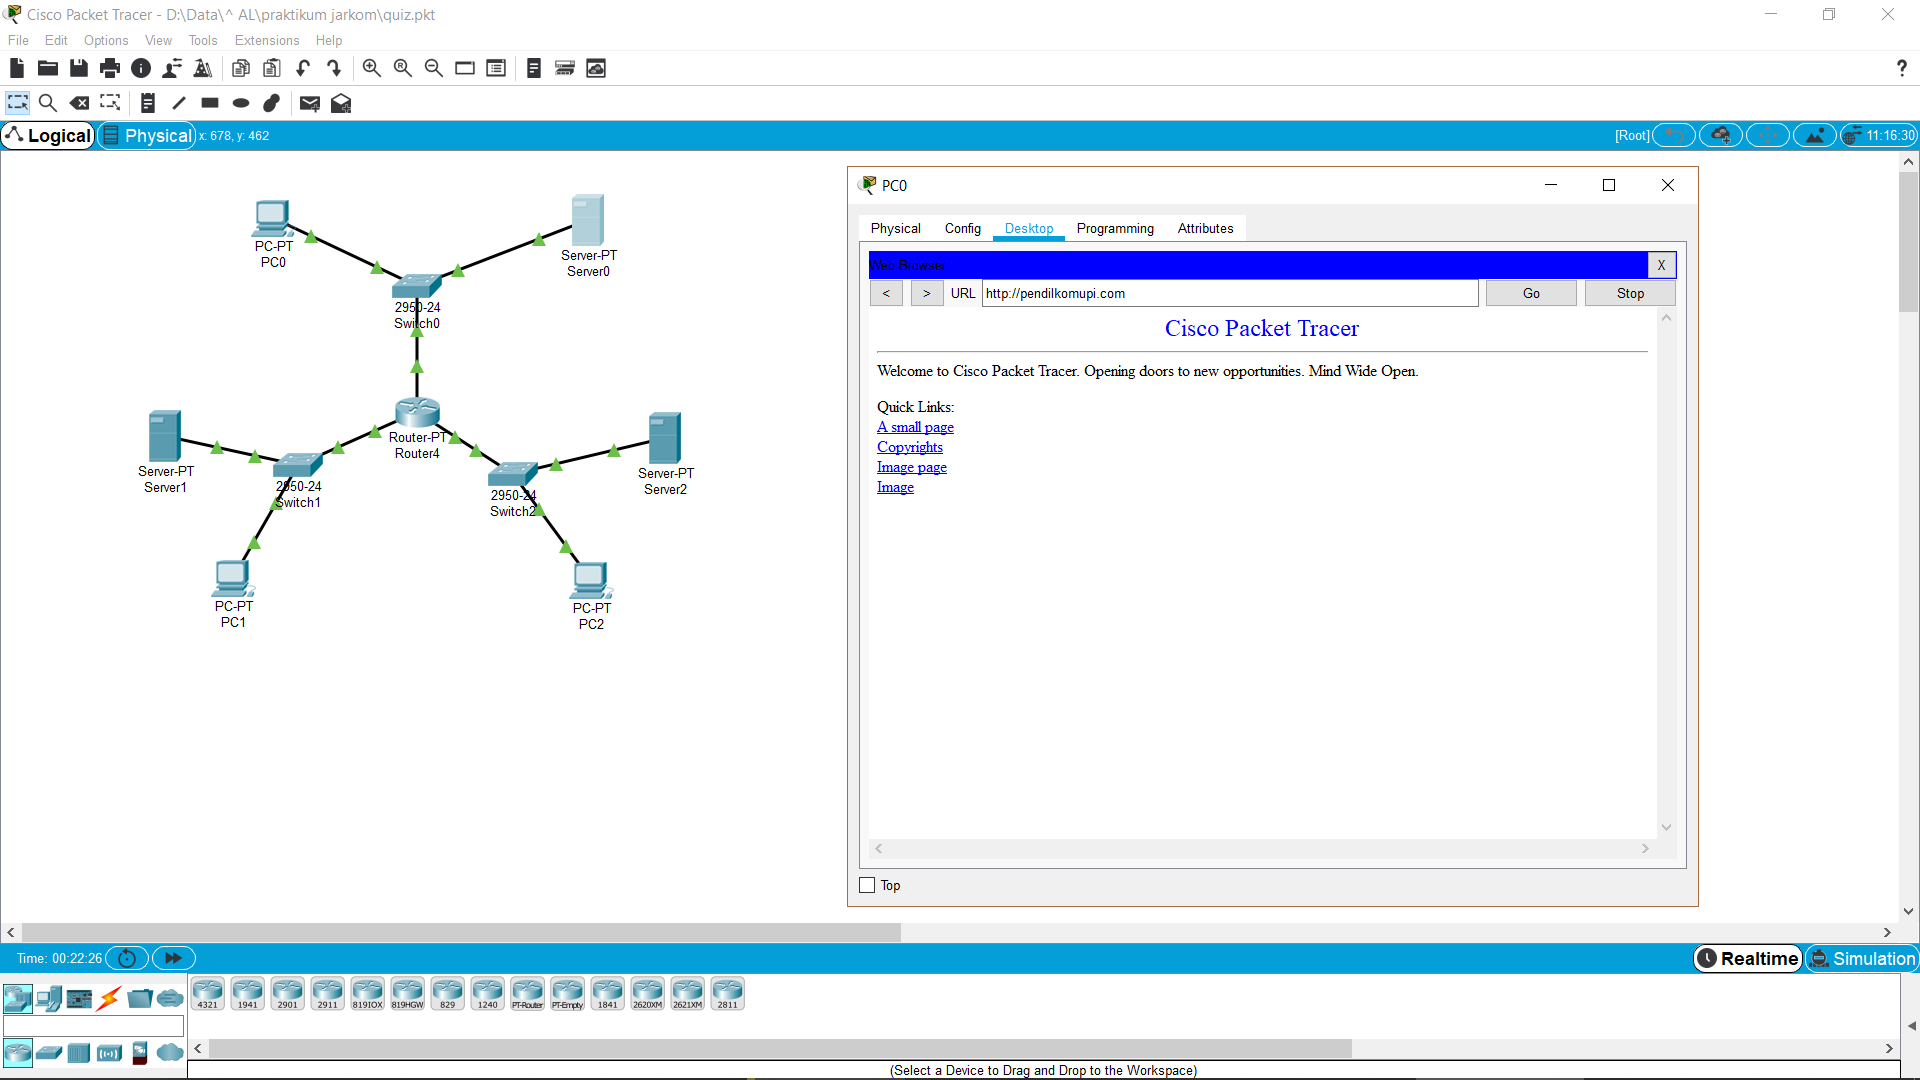 Cisco Packet Tracer - D:\Data\^ AL\praktikum jarkom\quiz.pkt
File Edit Options View Tools Extensions Help
Logical Physical x: 678, y: 462 [Root] 11:16:30
PC-PT
PC0
Server-PT
Server0
2950-24
Switch0
Router-PT
Router4
Server-PT
Server1
2950-24
Switch1
2950-24
Switch2
Server-PT
Server2
PC-PT
PC1
PC-PT
PC2
PC0
Physical Config Desktop Programming Attributes
Web Browser X
< > URL http://pendilkomupi.com Go Stop
Cisco Packet Tracer
Welcome to Cisco Packet Tracer. Opening doors to new opportunities. Mind Wide Open.
Quick Links:
A small page
Copyrights
Image page
Image
Top
Time: 00:22:26 Realtime Simulation
4321 1941 2901 2911 819IOX 819HGW 829 1240 PT-Router PT-Empty 1841 2620XM 2621XM 2811
(Select a Device to Drag and Drop to the Workspace)